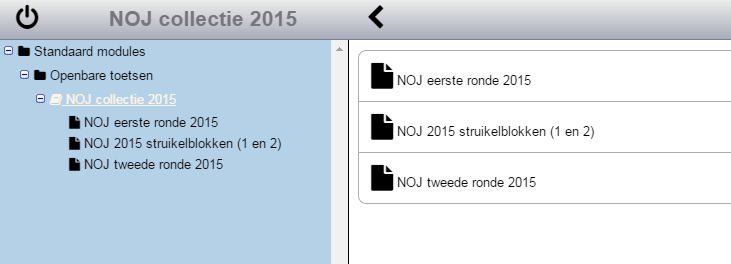 NOJ collectie 2015
Standaard modules
Openbare toetsen
NOJ collectie 2015
NOJ eerste ronde 2015
NOJ 2015 struikelblokken (1 en 2)
NOJ tweede ronde 2015
NOJ eerste ronde 2015
NOJ 2015 struikelblokken (1 en 2)
NOJ tweede ronde 2015